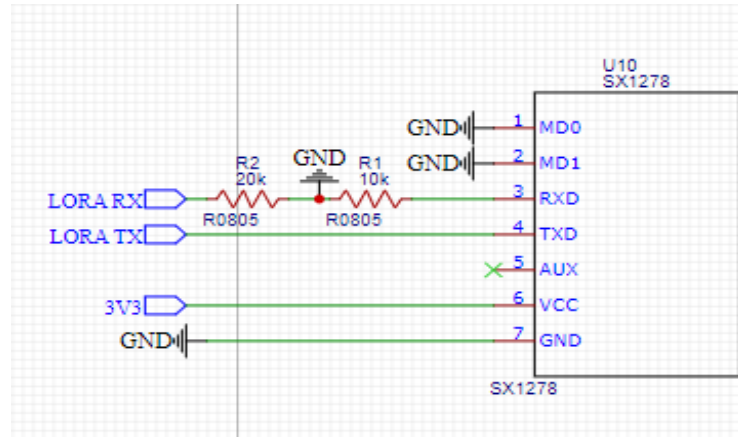 U10
SX1278
GND 1 MD0
R2 GND R1 GND 2 MD1
20k 10k
LORA RX 3 RXD
R0805 R0805
LORA TX 4 TXD
5 AUX
3V3 6 VCC
GND 7 GND
SX1278